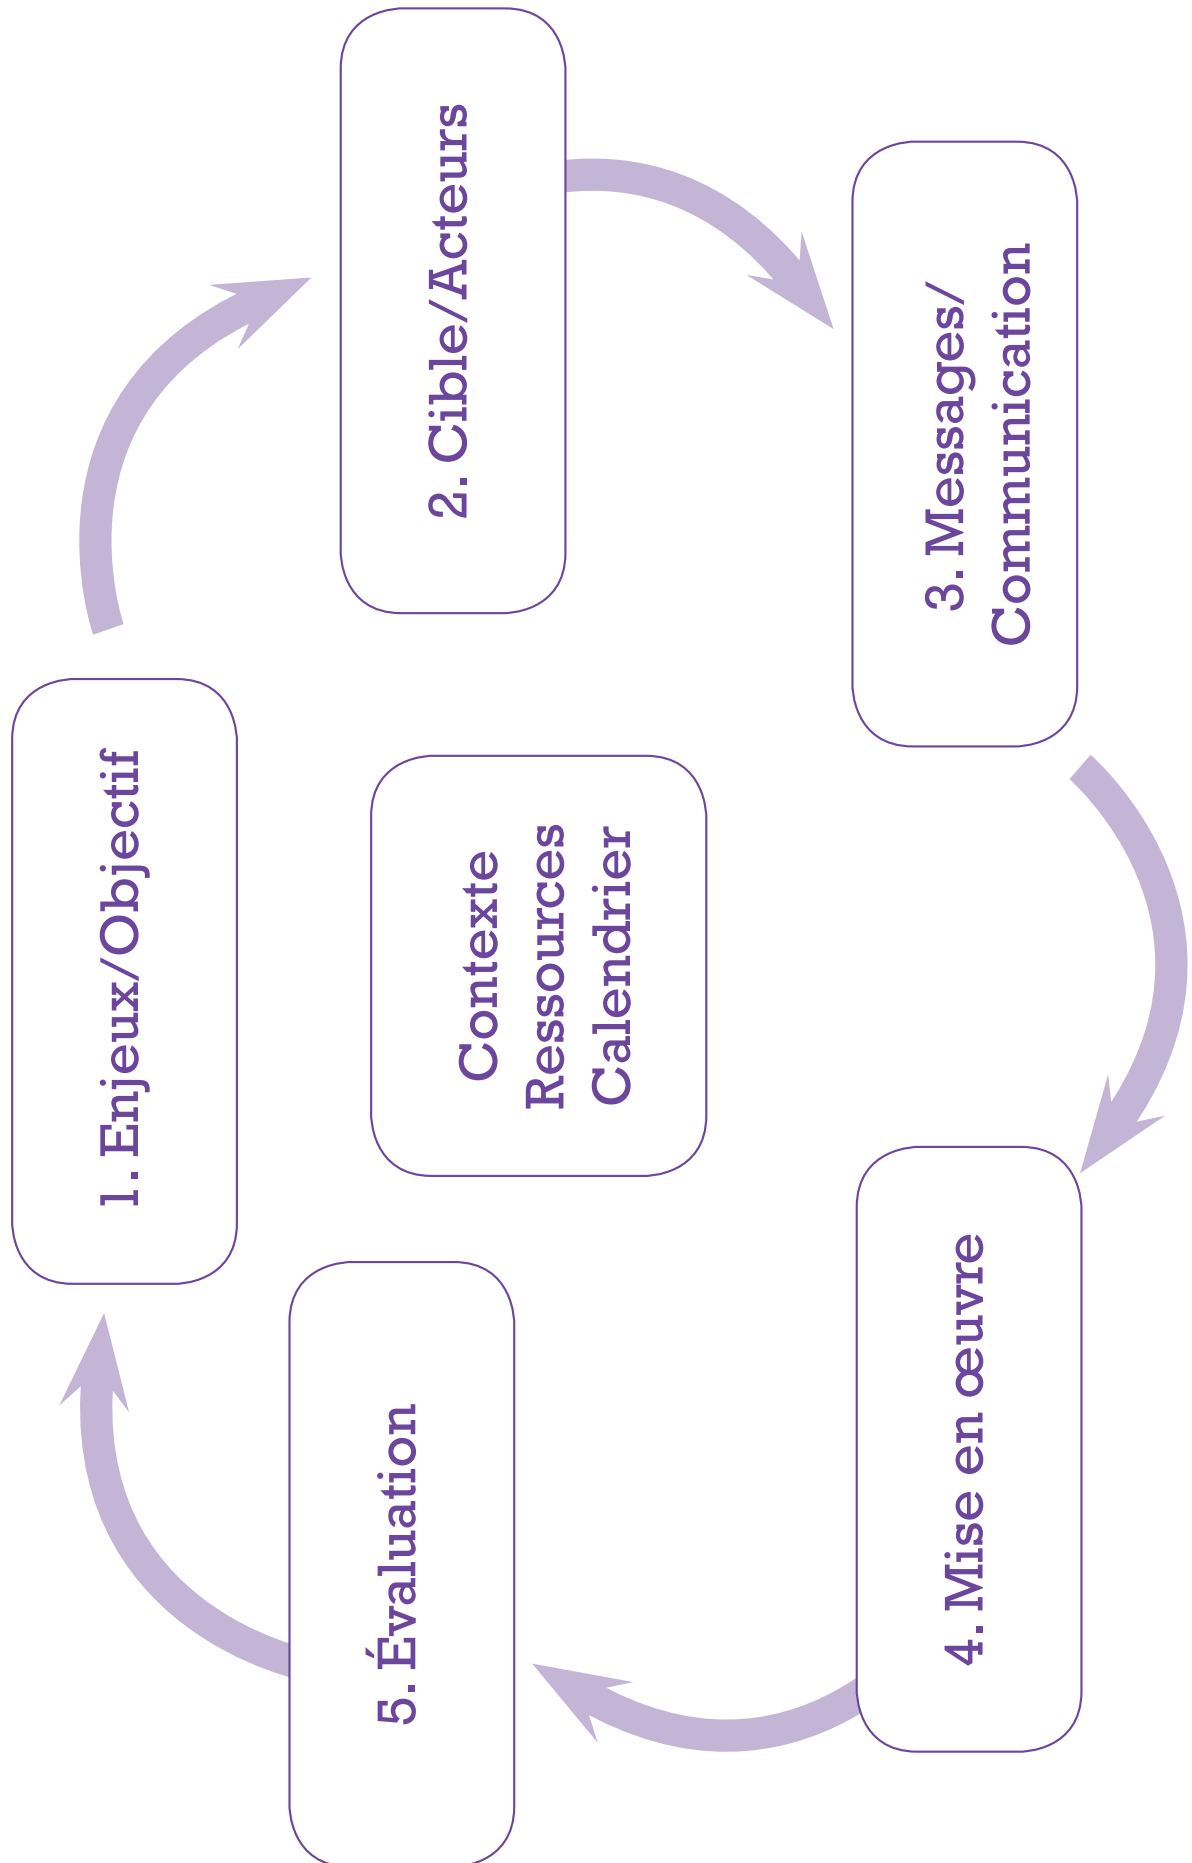 1. Enjeux/Objectif
2. Cible/Acteurs
3. Messages/
Communication
4. Mise en œuvre
5. Évaluation
Contexte
Ressources
Calendrier